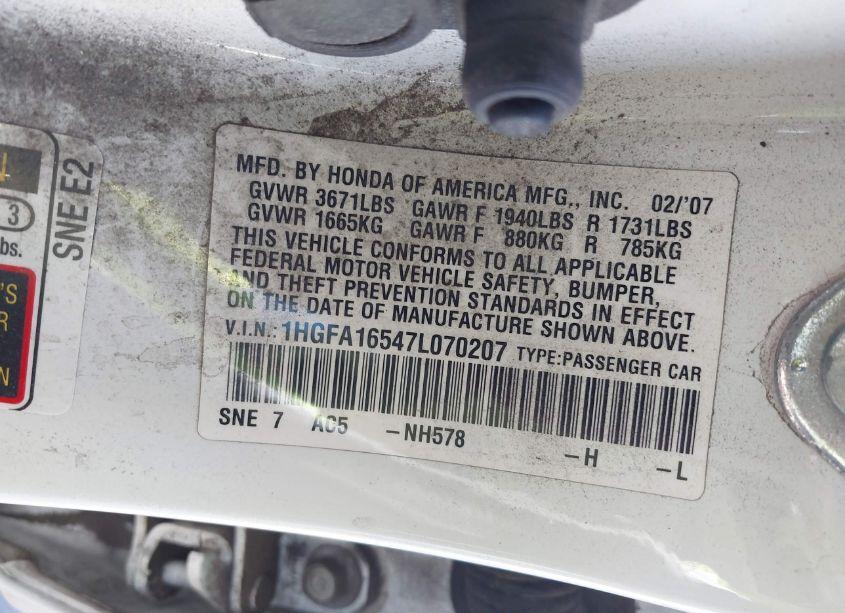 SNE E2
3
bs.
'S
R
N.
MFD. BY HONDA OF AMERICA MFG., INC. 02/'07
GVWR 3671LBS GAWR F 1940LBS R 1731LBS
GVWR 1665KG GAWR F 880KG R 785KG
THIS VEHICLE CONFORMS TO ALL APPLICABLE
FEDERAL MOTOR VEHICLE SAFETY, BUMPER,
AND THEFT PREVENTION STANDARDS IN EFFECT
ON THE DATE OF MANUFACTURE SHOWN ABOVE.
V.I.N.: 1HGFA16547L070207 TYPE:PASSENGER CAR
SNE 7 AC5 -NH578 -H -L